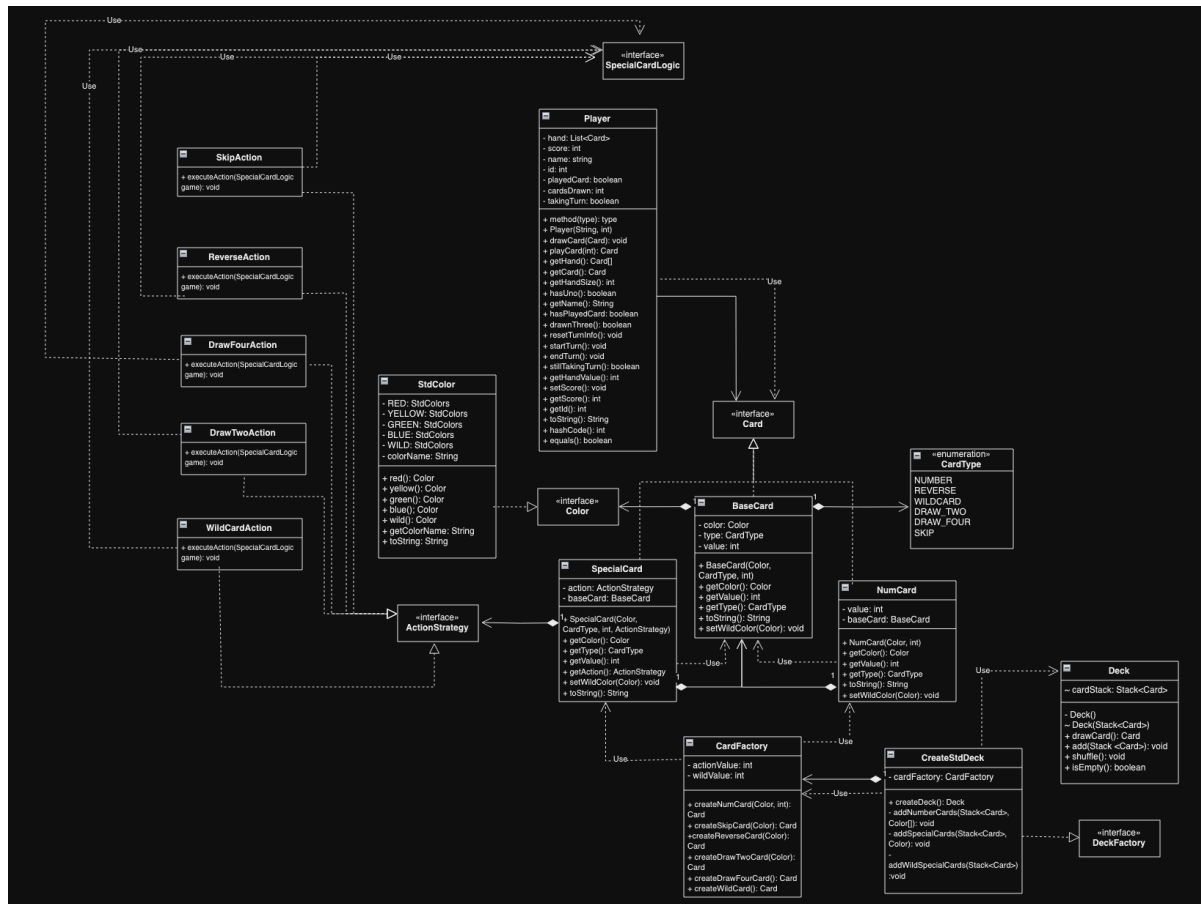 Use
Use
Use
Use
Use
«interface»
SpecialCardLogic
Player
- hand: List<Card>
- score: int
- name: string
- id: int
- playedCard: boolean
- cardsDrawn: int
- takingTurn: boolean
+ method(type): type
+ Player(String, int)
+ drawCard(Card): void
+ playCard(int): Card
+ getHand(): Card[]
+ getCard(): Card
+ getHandSize(): int
+ hasUno(): boolean
+ getName(): String
+ hasPlayedCard: boolean
+ drawnThree(): boolean
+ resetTurnInfo(): void
+ startTurn(): void
+ endTurn(): void
+ stillTakingTurn(): boolean
+ getHandValue(): int
+ setScore(): void
+ getScore(): int
+ getId(): int
+ toString(): String
+ hashCode(): int
+ equals(): boolean
SkipAction
+ executeAction(SpecialCardLogic
game): void
ReverseAction
+ executeAction(SpecialCardLogic
game): void
Use
DrawFourAction
+ executeAction(SpecialCardLogic
game): void
StdColor
- RED: StdColors
- YELLOW: StdColors
- GREEN: StdColors
- BLUE: StdColors
- WILD: StdColors
- colorName: String
+ red(): Color
+ yellow(): Color
+ green(): Color
+ blue(): Color
+ wild(): Color
+ getColorName: String
+ toString: String
«interface»
Card
DrawTwoAction
+ executeAction(SpecialCardLogic
game): void
«enumeration»
CardType
NUMBER
REVERSE
WILDCARD
DRAW_TWO
DRAW_FOUR
SKIP
«interface»
Color
1
1
BaseCard
- color: Color
- type: CardType
- value: int
+ BaseCard(Color,
CardType, int)
+ getColor(): Color
+ getValue(): int
+ getType(): CardType
+ toString(): String
+ setWildColor(Color): void
WildCardAction
+ executeAction(SpecialCardLogic
game): void
SpecialCard
- action: ActionStrategy
- baseCard: BaseCard
1
+ SpecialCard(Color,
CardType, int, ActionStrategy)
+ getColor(): Color
+ getType(): CardType
+ getValue(): int
+ getAction(): ActionStrategy
+ setWildColor(Color): void
+ toString(): String
NumCard
- value: int
- baseCard: BaseCard
+ NumCard(Color, int)
+ getColor(): Color
+ getValue(): int
+ getType(): CardType
+ toString(): String
+ setWildColor(Color): void
«interface»
ActionStrategy
Use
Use
1
1
Use
Deck
~ cardStack: Stack<Card>
- Deck()
~ Deck(Stack<Card>)
+ drawCard(): Card
+ add(Stack <Card>): void
+ shuffle(): void
+ isEmpty(): boolean
Use
Use
CardFactory
- actionValue: int
- wildValue: int
+ createNumCard(Color, int):
Card
+ createSkipCard(Color): Card
+createReverseCard(Color):
Card
+ createDrawTwoCard(Color):
Card
+ createDrawFourCard(): Card
+ createWildCard(): Card
1
Use
CreateStdDeck
- cardFactory: CardFactory
+ createDeck(): Deck
- addNumberCards(Stack<Card>,
Color[]): void
- addSpecialCards(Stack<Card>,
Color): void
-
addWildSpecialCards(Stack<Card>)
:void
«interface»
DeckFactory